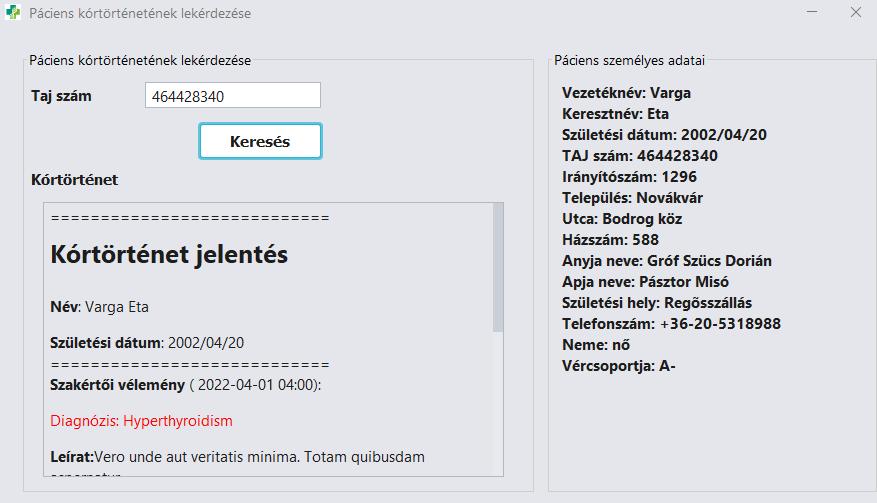 Páciens kórtörténetének lekérdezése
Páciens kórtörténetének lekérdezése
Taj szám 464428340
Keresés
Kórtörténet
============================
Kórtörténet jelentés
Név: Varga Eta
Születési dátum: 2002/04/20
============================
Szakértői vélemény ( 2022-04-01 04:00):
Diagnózis: Hyperthyroidism
Leírat:Vero unde aut veritatis minima. Totam quibusdam
Páciens személyes adatai
Vezetéknév: Varga
Keresztnév: Eta
Születési dátum: 2002/04/20
TAJ szám: 464428340
Irányítószám: 1296
Település: Novákvár
Utca: Bodrog köz
Házszám: 588
Anyja neve: Gróf Szücs Dorián
Apja neve: Pásztor Misó
Születési hely: Regősszállás
Telefonszám: +36-20-5318988
Neme: nő
Vércsoportja: A-